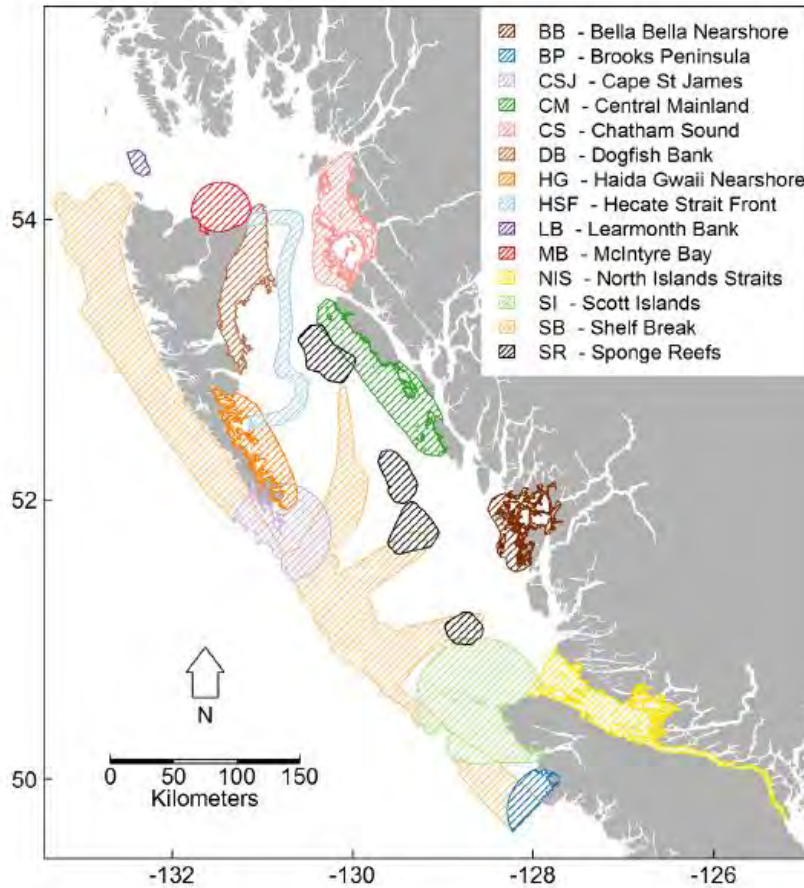 BB - Bella Bella Nearshore
BP - Brooks Peninsula
CSJ - Cape St James
CM - Central Mainland
CS - Chatham Sound
DB - Dogfish Bank
HG - Haida Gwaii Nearshore
HSF - Hecate Strait Front
LB - Learmonth Bank
MB - McIntyre Bay
NIS - North Islands Straits
SI - Scott Islands
SB - Shelf Break
SR - Sponge Reefs
54
52
50
N
0 50 100 150
Kilometers
-132 -130 -128 -126